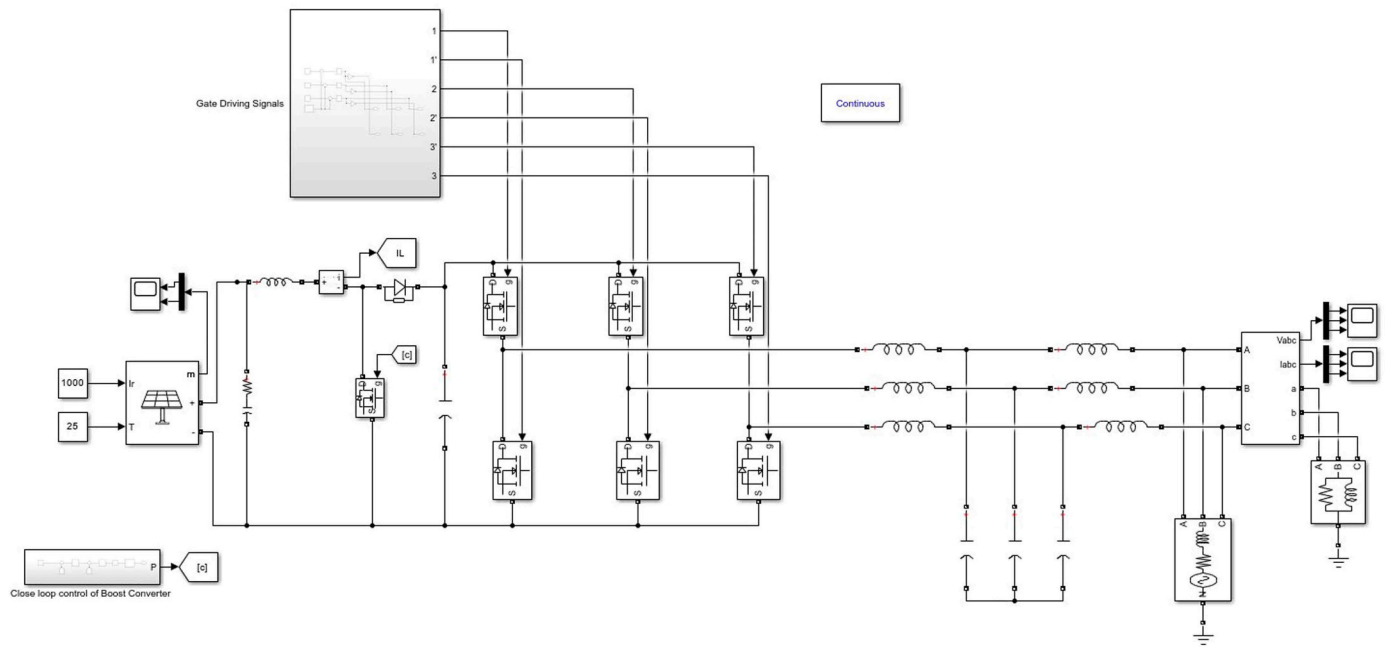 1
1'
2
Gate Driving Signals
Continuous
2'
3'
3
IL
+ i
-
D g
D g
D g
S
S
S
[c]
D g
S
m
1000
Ir
+
25
T
-
A
B
C
Vabc
Iabc
a
b
c
D g
D g
D g
S
S
S
A B C
A B C
N
P
[c]
Close loop control of Boost Converter